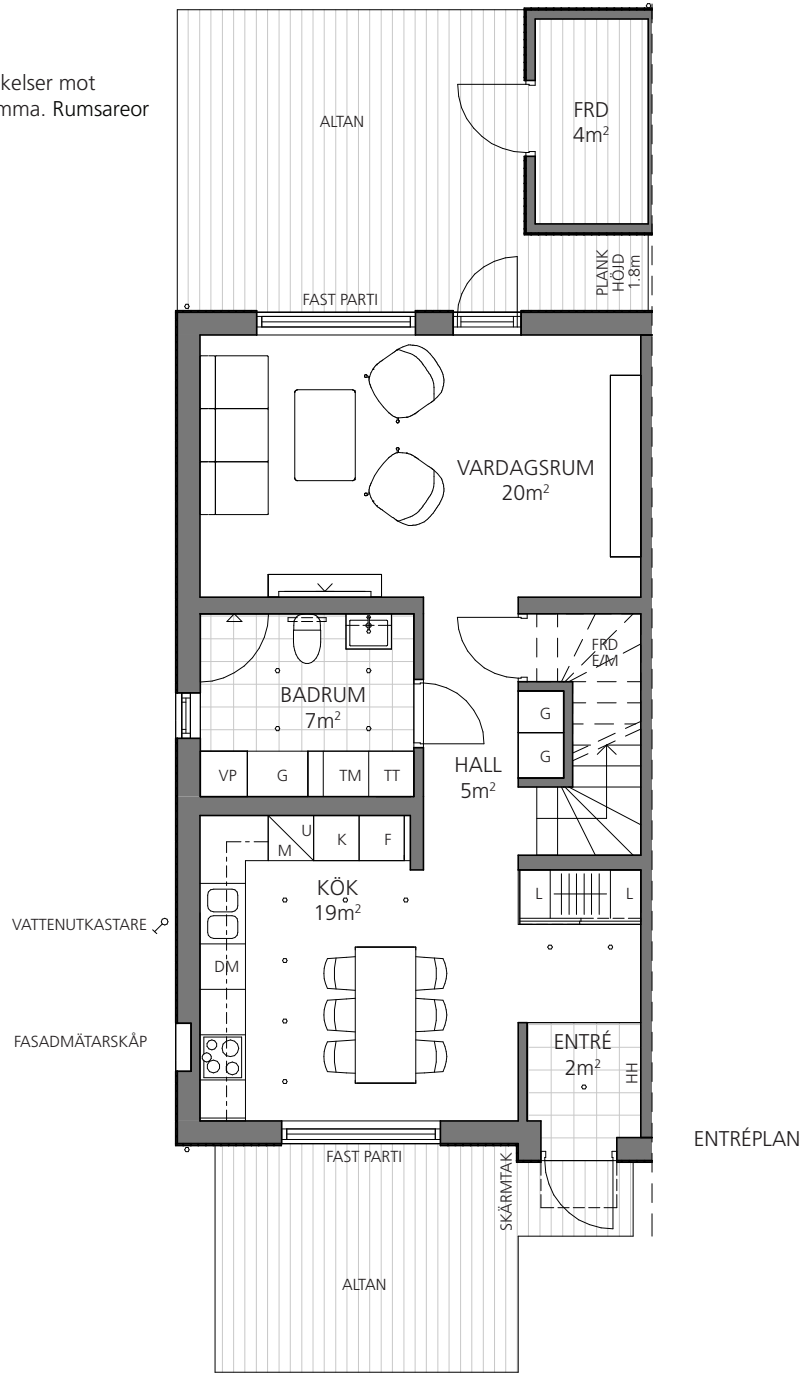 kelser mot
mma. Rumsareor
ALTAN
FRD
4m²
PLANK
HÖJD
1.8m
FAST PARTI
VARDAGSRUM
20m²
FRD
E/M
BADRUM
7m²
G
G
HALL
5m²
VP
G
TM
TT
U
M
K
F
KÖK
19m²
L
L
VATTENUTKASTARE
DM
FASADMÄTARSKÅP
ENTRÉ
2m²
HH
ENTRÉPLAN
FAST PARTI
SKÄRMTAK
ALTAN